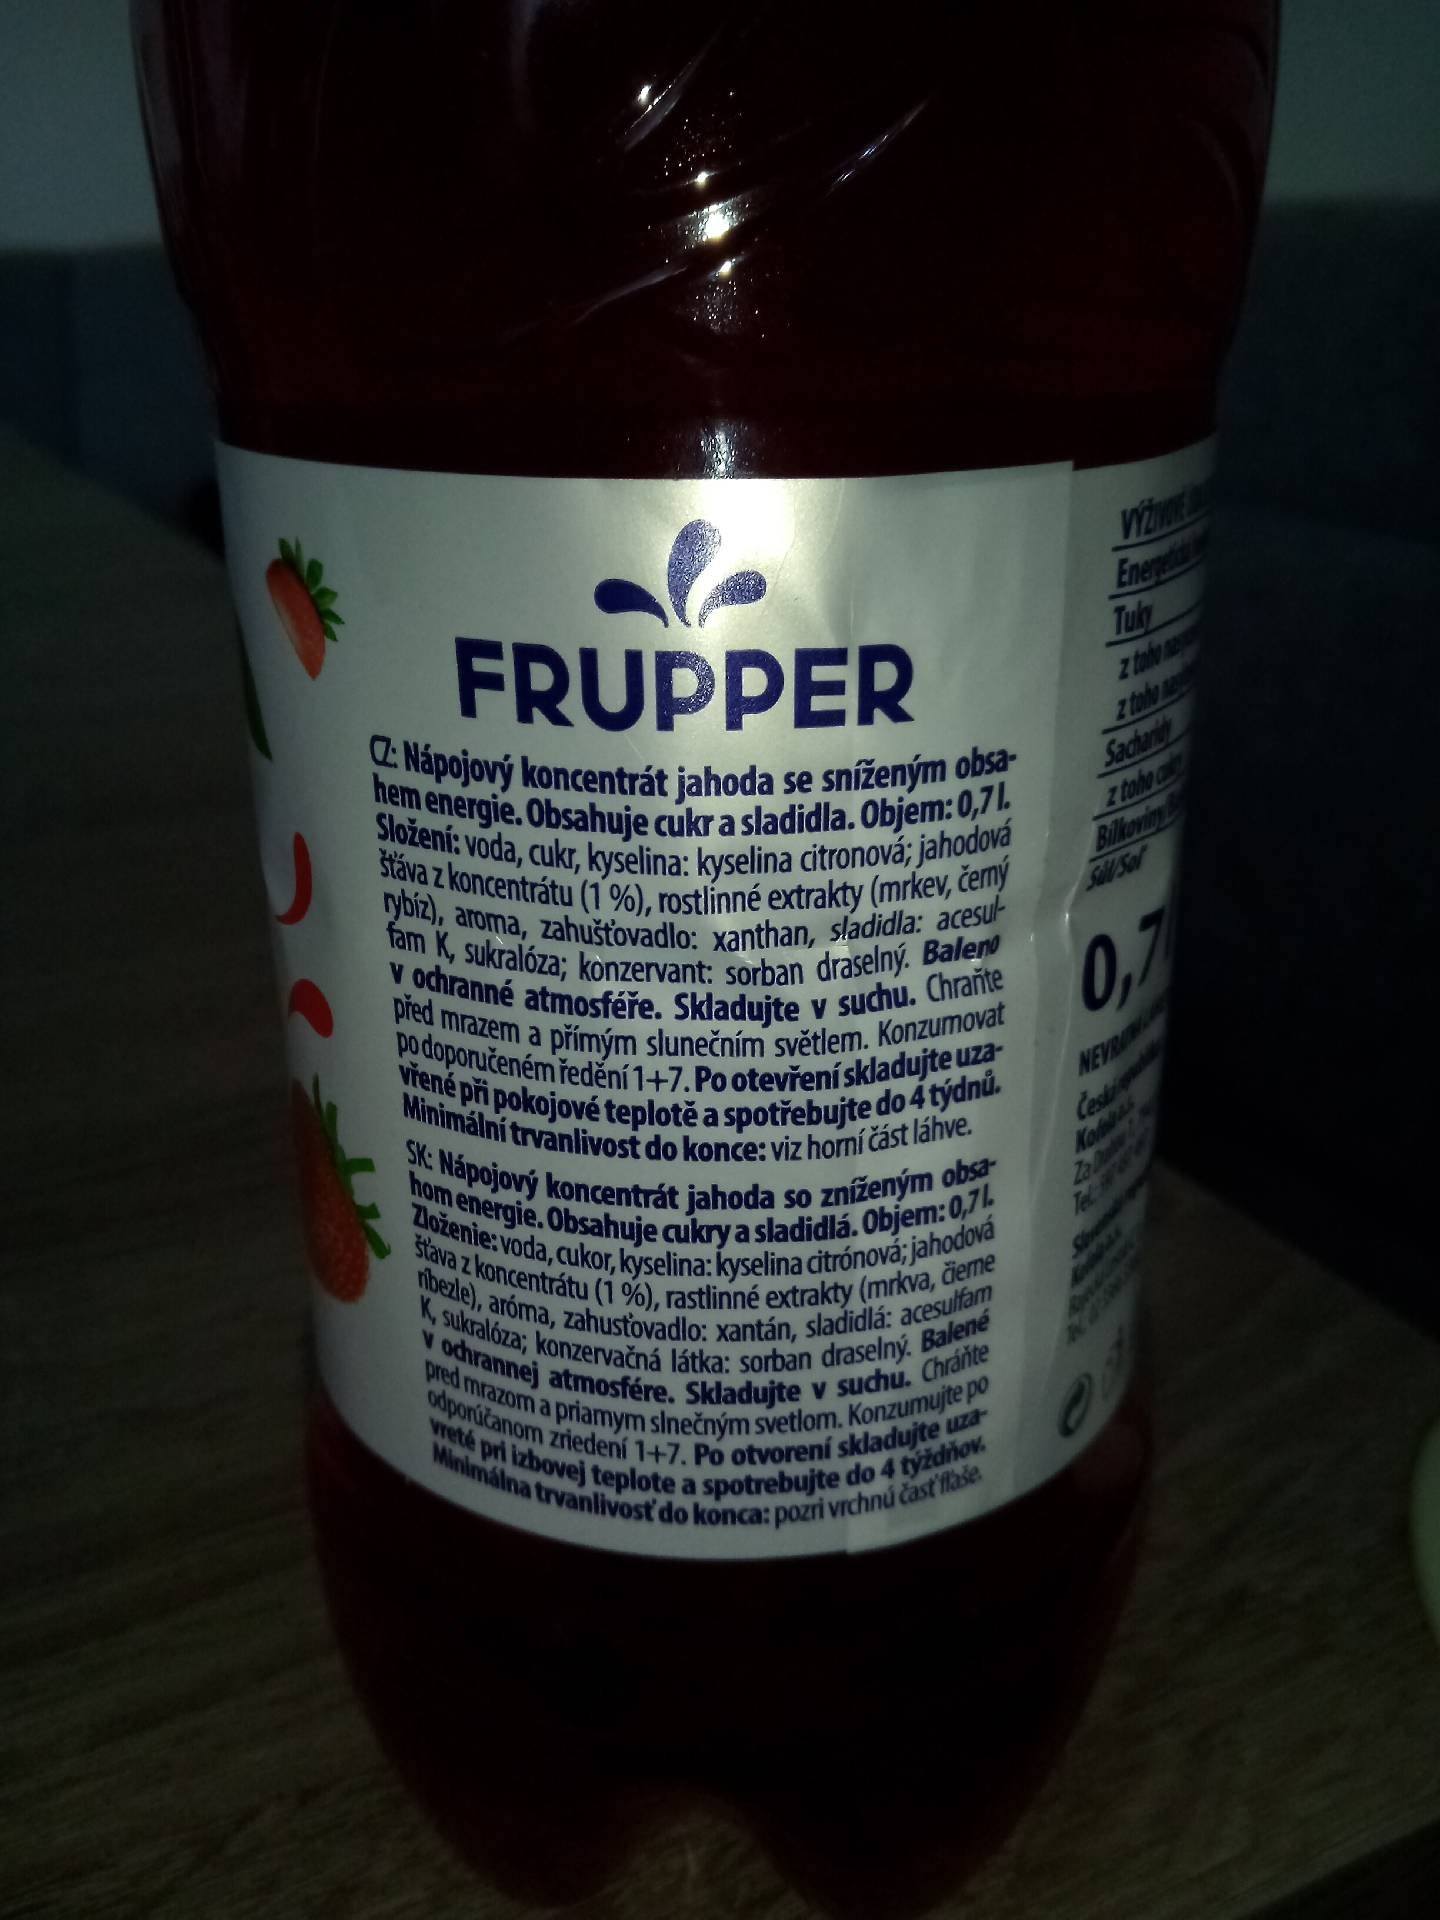 FRUPPER
CZ: Nápojový koncentrát jahoda se sníženým obsa-
hem energie. Obsahuje cukr a sladidla. Objem: 0,7 l.
Složení: voda, cukr, kyselina: kyselina citronová; jahodová
šťáva z koncentrátu (1 %), rostlinné extrakty (mrkev, černý
rybíz), aroma, zahušťovadlo: xanthan, sladidla: acesul-
fam K, sukralóza; konzervant: sorban draselný. Baleno
v ochranné atmosféře. Skladujte v suchu. Chraňte
před mrazem a přímým slunečním světlem. Konzumovat
po doporučeném ředění 1+7. Po otevření skladujte uza-
vřené při pokojové teplotě a spotřebujte do 4 týdnů.
Minimální trvanlivost do konce: viz horní část láhve.
SK: Nápojový koncentrát jahoda so zníženým obsa-
hom energie. Obsahuje cukry a sladidlá. Objem: 0,7 l.
Zloženie: voda, cukor, kyselina: kyselina citrónová; jahodová
šťava z koncentrátu (1 %), rastlinné extrakty (mrkva, čierne
ríbezle), aróma, zahusťovadlo: xantán, sladidlá: acesulfam
K, sukralóza; konzervačná látka: sorban draselný. Balené
v ochrannej atmosfére. Skladujte v suchu. Chráňte
pred mrazom a priamym slnečným svetlom. Konzumujte po
odporúčanom zriedení 1+7. Po otvorení skladujte uza-
vreté pri izbovej teplote a spotrebujte do 4 týždňov.
Minimálna trvanlivosť do konca: pozri vrchnú časť fľaše.
VÝŽIVOVÉ
Tuky
z toho
z toho
Sacharidy
z toho
Bílkoviny
Sůl/Soľ
0,7 l
Za
Tel.: